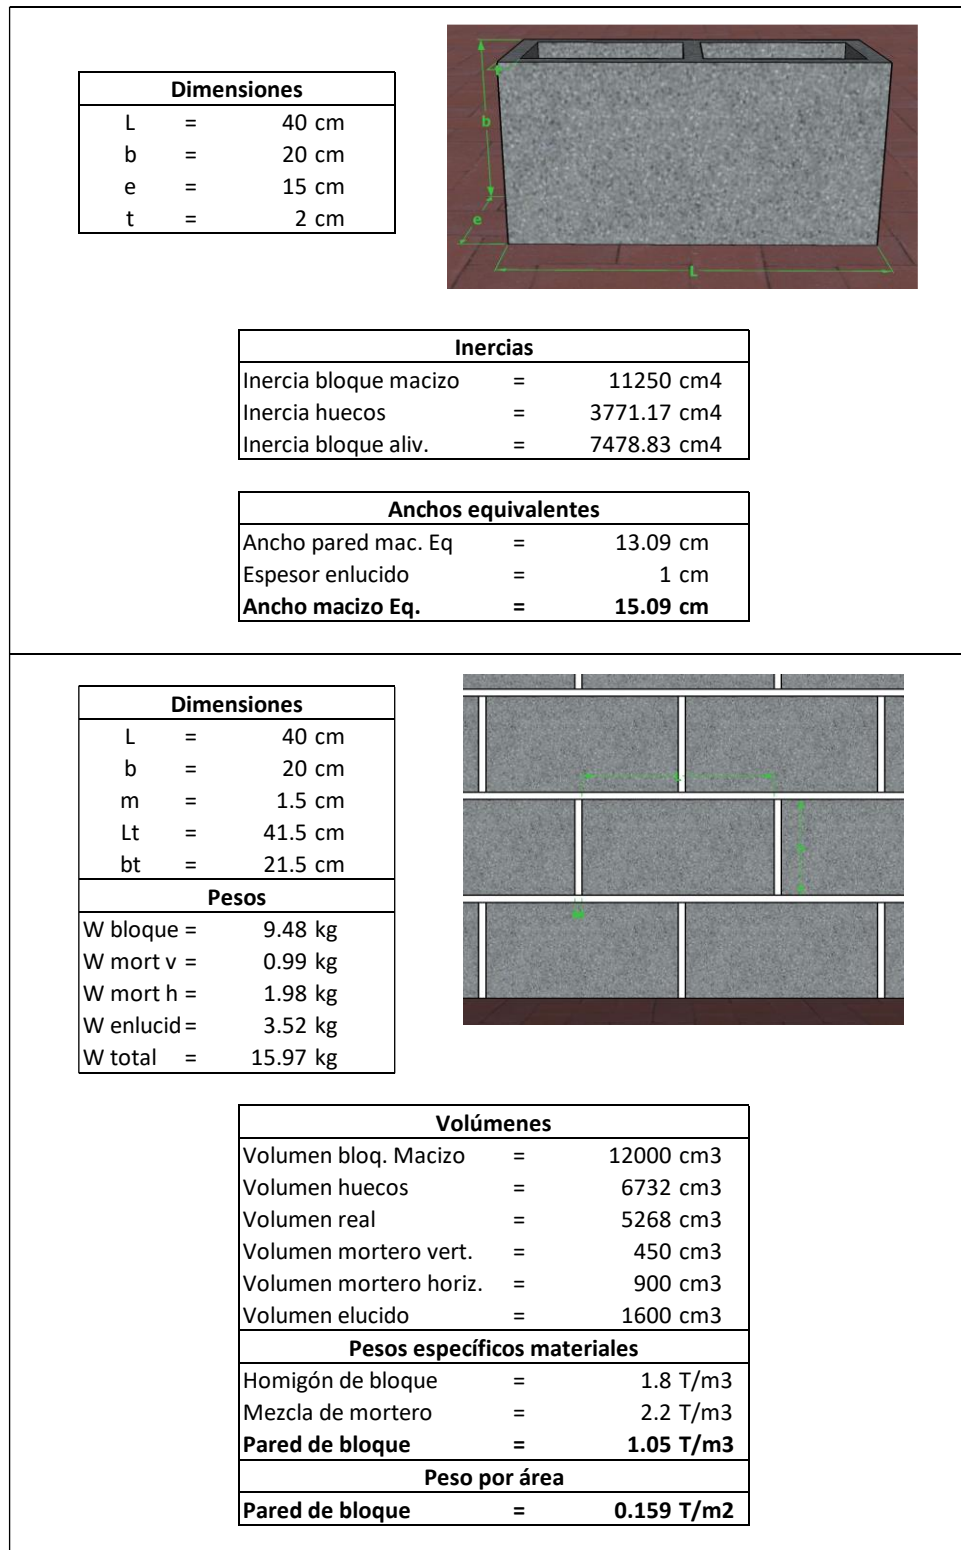 Dimensiones
L = 40 cm
b = 20 cm
e = 15 cm
t = 2 cm
b
e
L
Inercias
Inercia bloque macizo = 11250 cm4
Inercia huecos = 3771.17 cm4
Inercia bloque aliv. = 7478.83 cm4
Anchos equivalentes
Ancho pared mac. Eq = 13.09 cm
Espesor enlucido = 1 cm
Ancho macizo Eq. = 15.09 cm
Dimensiones
L = 40 cm
b = 20 cm
m = 1.5 cm
Lt = 41.5 cm
bt = 21.5 cm
Pesos
W bloque = 9.48 kg
W mort v = 0.99 kg
W mort h = 1.98 kg
W enlucid = 3.52 kg
W total = 15.97 kg
Volúmenes
Volumen bloq. Macizo = 12000 cm3
Volumen huecos = 6732 cm3
Volumen real = 5268 cm3
Volumen mortero vert. = 450 cm3
Volumen mortero horiz. = 900 cm3
Volumen elucido = 1600 cm3
Pesos específicos materiales
Homigón de bloque = 1.8 T/m3
Mezcla de mortero = 2.2 T/m3
Pared de bloque = 1.05 T/m3
Peso por área
Pared de bloque = 0.159 T/m2